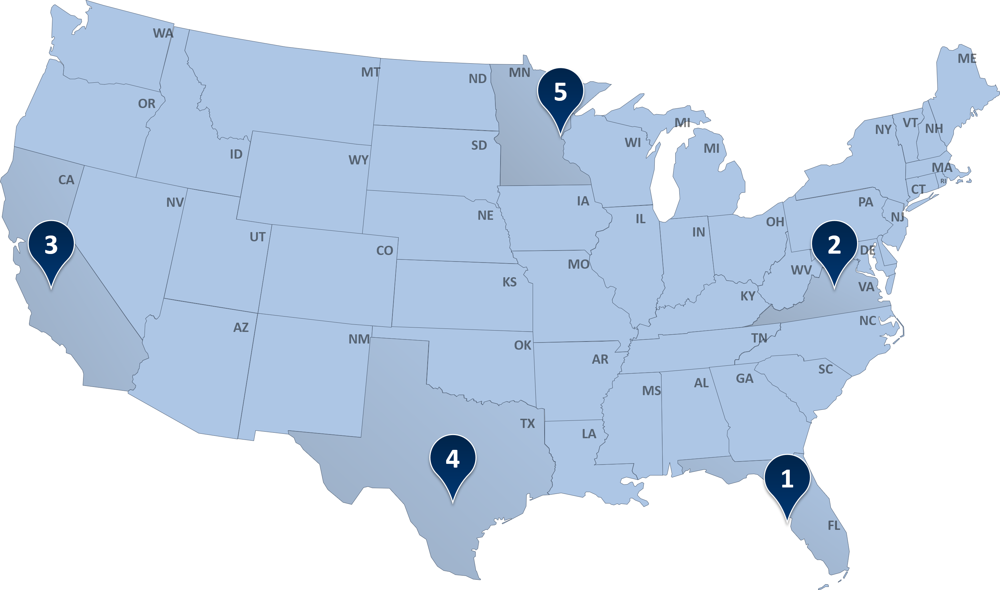 WA
MT
ND
MN
ME
OR
5
VT
NY
NH
MI
WI
SD
MI
ID
WY
CA
MA
RI
CT
NV
IA
PA
NE
IL
OH
NJ
IN
UT
3
2
CO
DE
MO
WV
KS
VA
KY
AZ
NC
NM
TN
OK
AR
SC
GA
AL
MS
TX
LA
4
1
FL